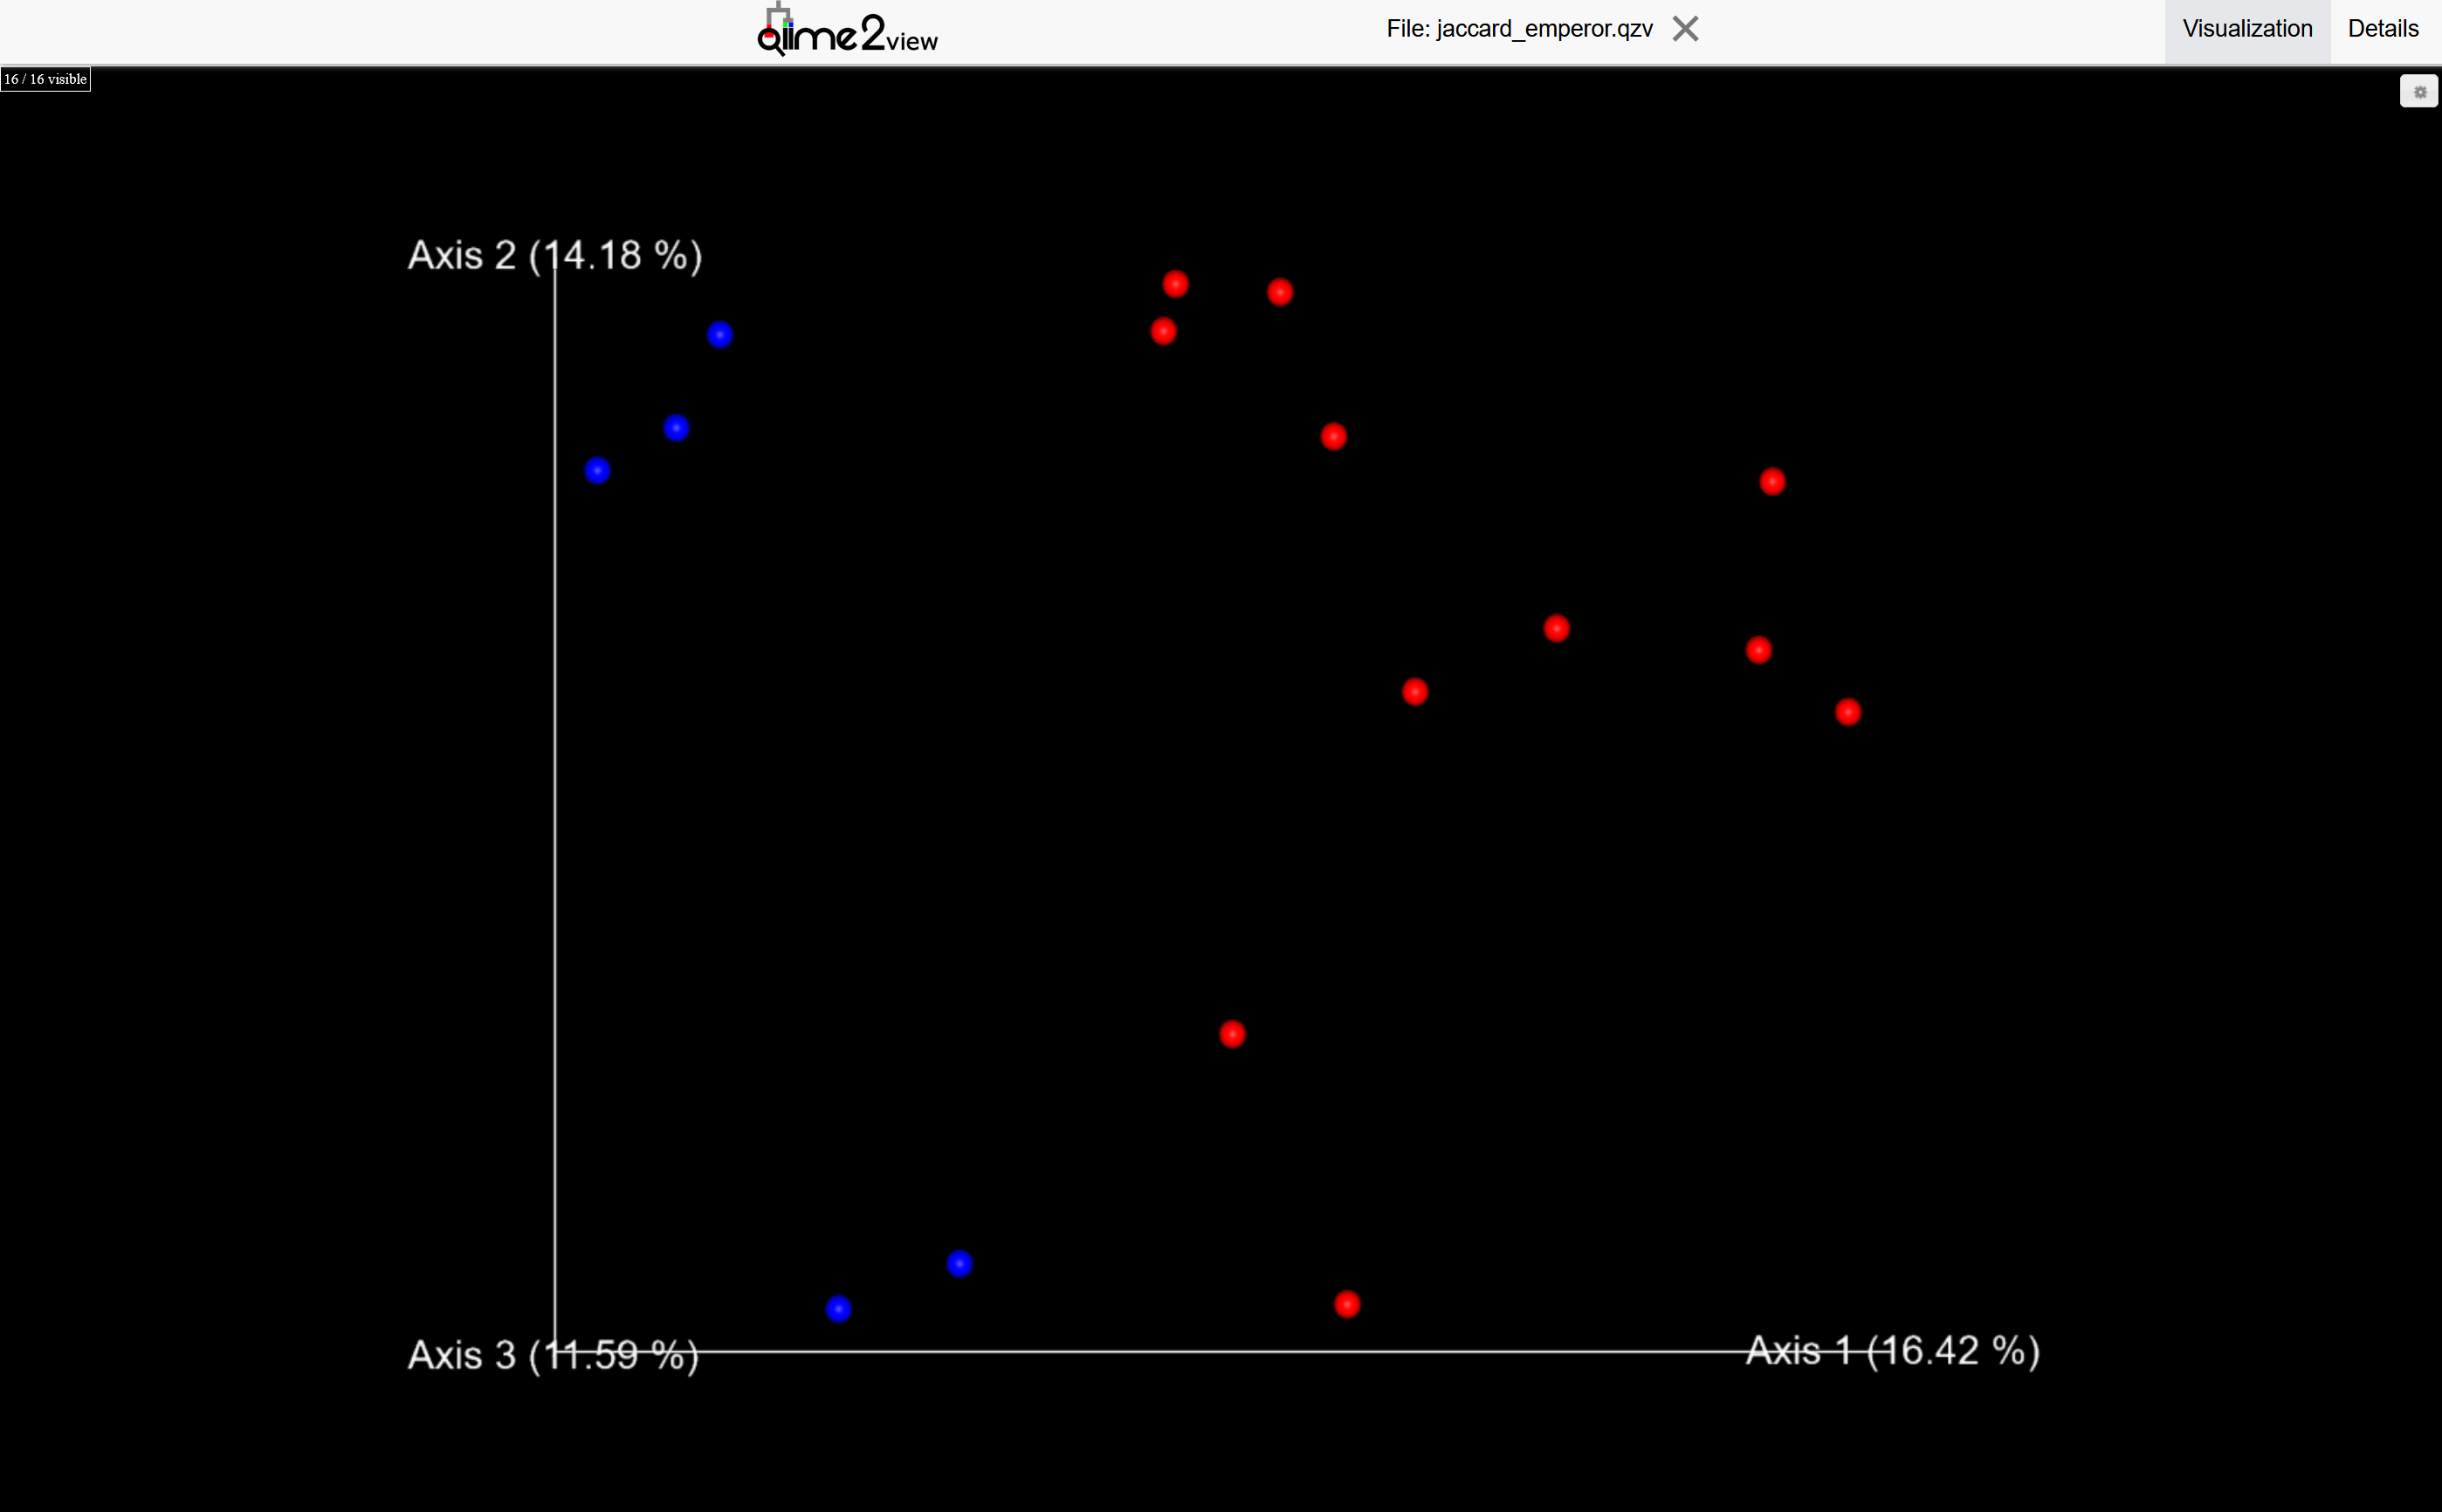 qiime2view
File: jaccard_emperor.qzv
Visualization
Details
16 / 16 visible
Axis 2 (14.18 %)
Axis 3 (11.59 %)
Axis 1 (16.42 %)